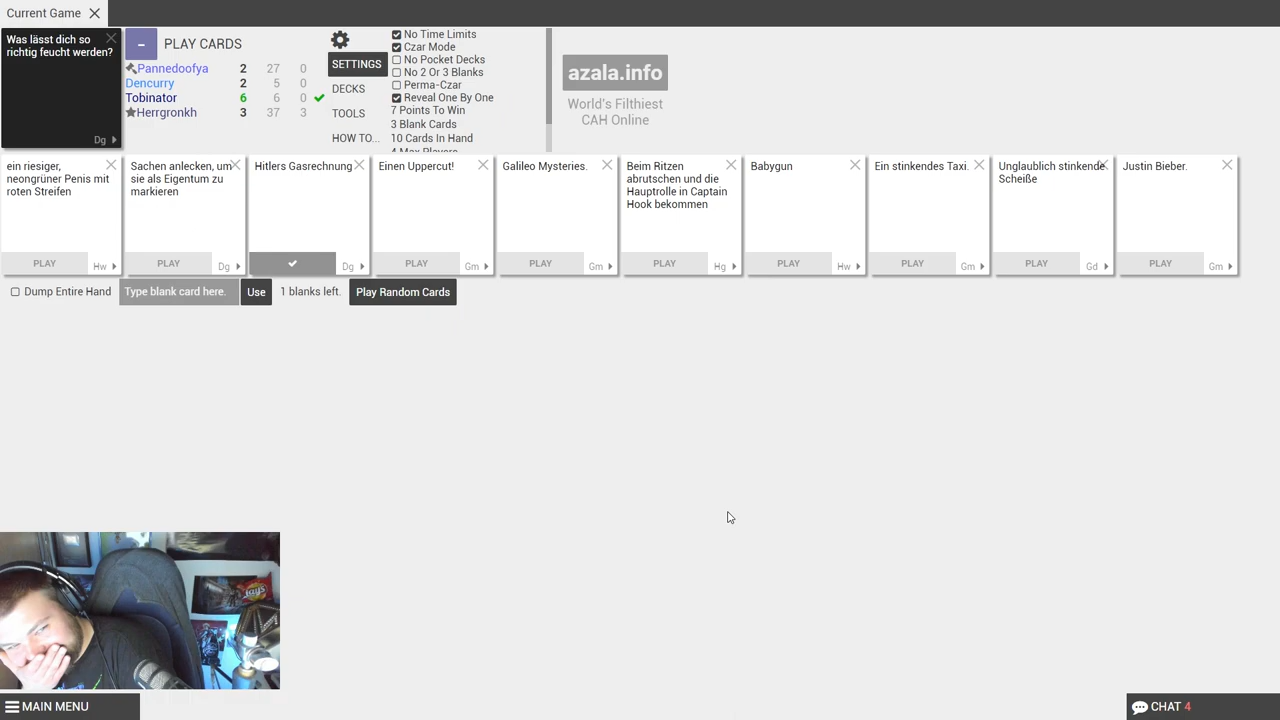 Current Game
Was lässt dich so
richtig feucht werden?
Dg
–
PLAY CARDS
Pannedoofya 2 27 0
Dencurry 2 5 0
Tobinator 6 6 0
Herrgronkh 3 37 3
SETTINGS
DECKS
TOOLS
HOW TO...
No Time Limits
Czar Mode
No Pocket Decks
No 2 Or 3 Blanks
Perma-Czar
Reveal One By One
7 Points To Win
3 Blank Cards
10 Cards In Hand
4 Max Players
azala.info
World's Filthiest
CAH Online
ein riesiger,
neongrüner Penis mit
roten Streifen
PLAY
Hw
Sachen anlecken, um
sie als Eigentum zu
markieren
PLAY
Dg
Hitlers Gasrechnung
Dg
Einen Uppercut!
PLAY
Gm
Galileo Mysteries.
PLAY
Gm
Beim Ritzen
abrutschen und die
Hauptrolle in Captain
Hook bekommen
PLAY
Hg
Babygun
PLAY
Hw
Ein stinkendes Taxi.
PLAY
Gm
Unglaublich stinkende
Scheiße
PLAY
Gd
Justin Bieber.
PLAY
Gm
Dump Entire Hand
Type blank card here.
Use
1 blanks left.
Play Random Cards
Lays
MAIN MENU
CHAT 4